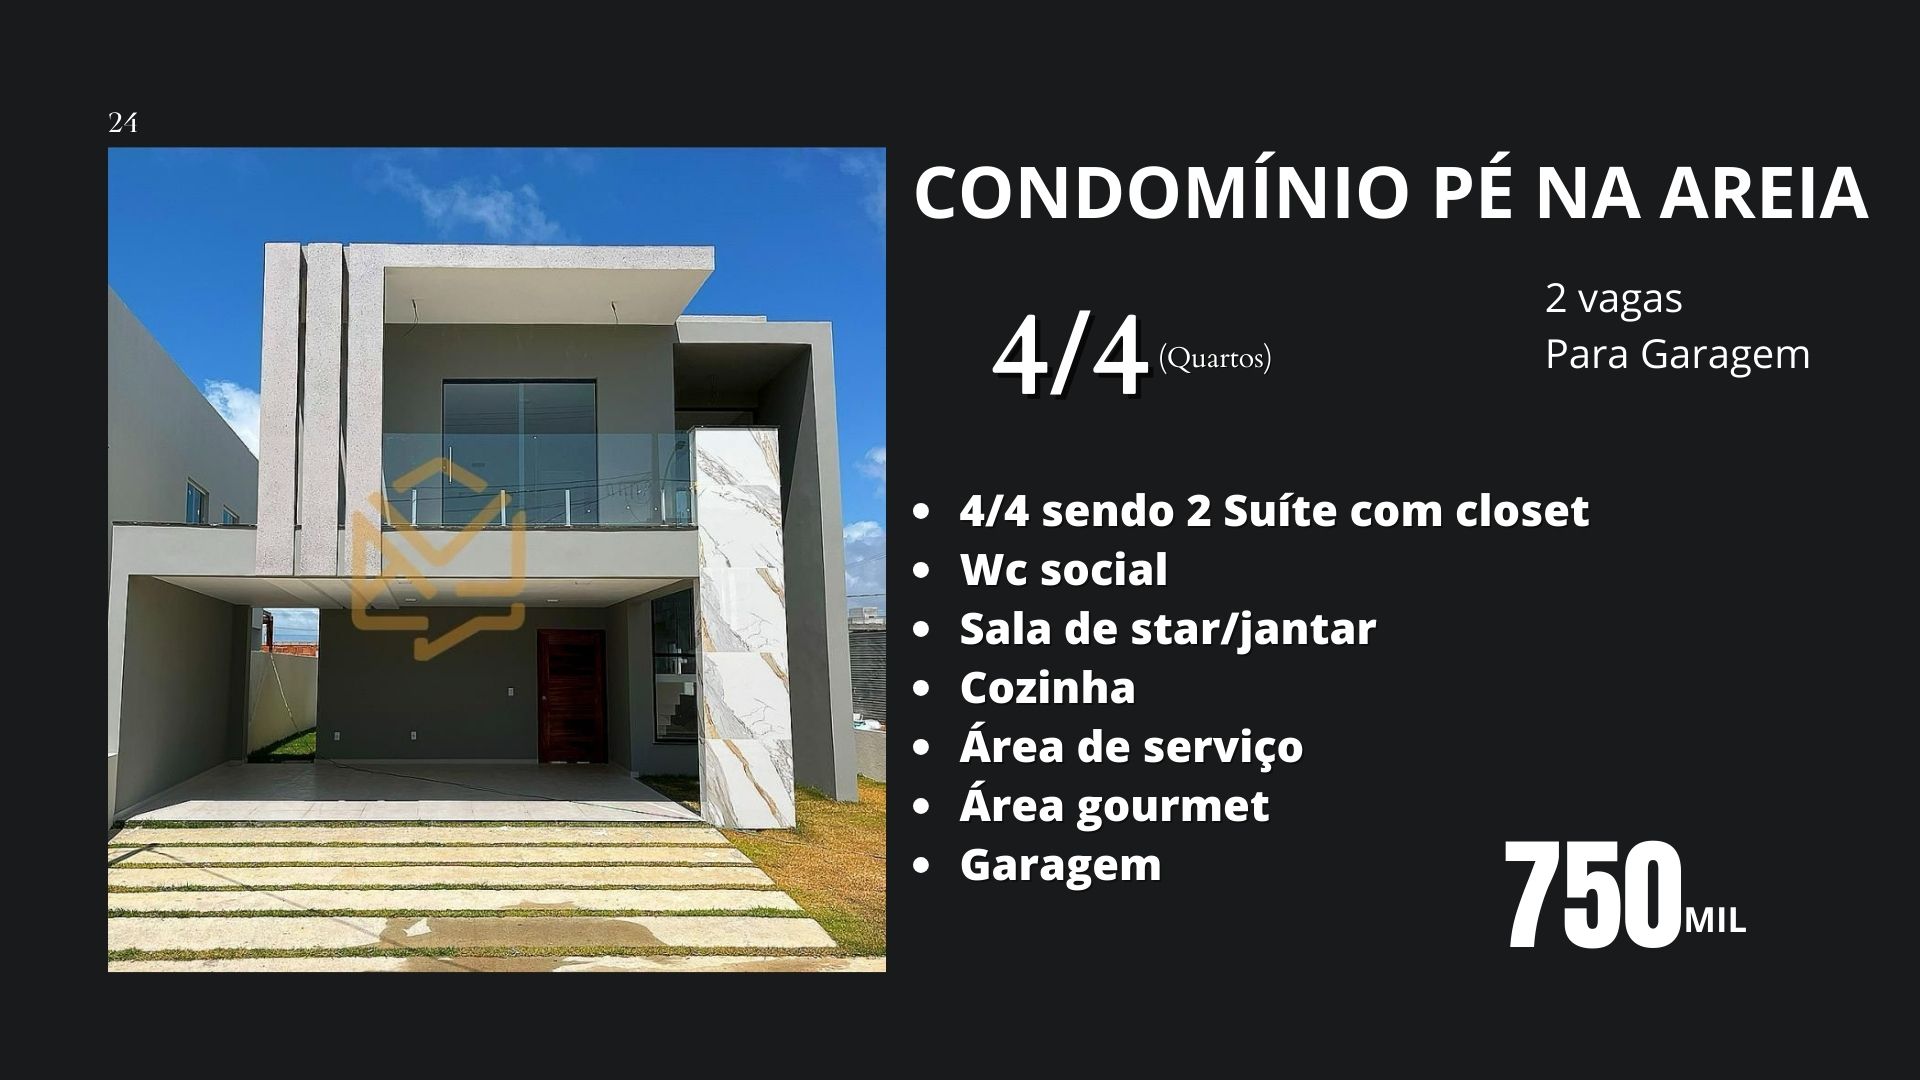 24
CONDOMÍNIO PÉ NA AREIA
4/4 (Quartos)
2 vagas
Para Garagem
4/4 sendo 2 Suíte com closet
Wc social
Sala de star/jantar
Cozinha
Área de serviço
Área gourmet
Garagem
750 MIL